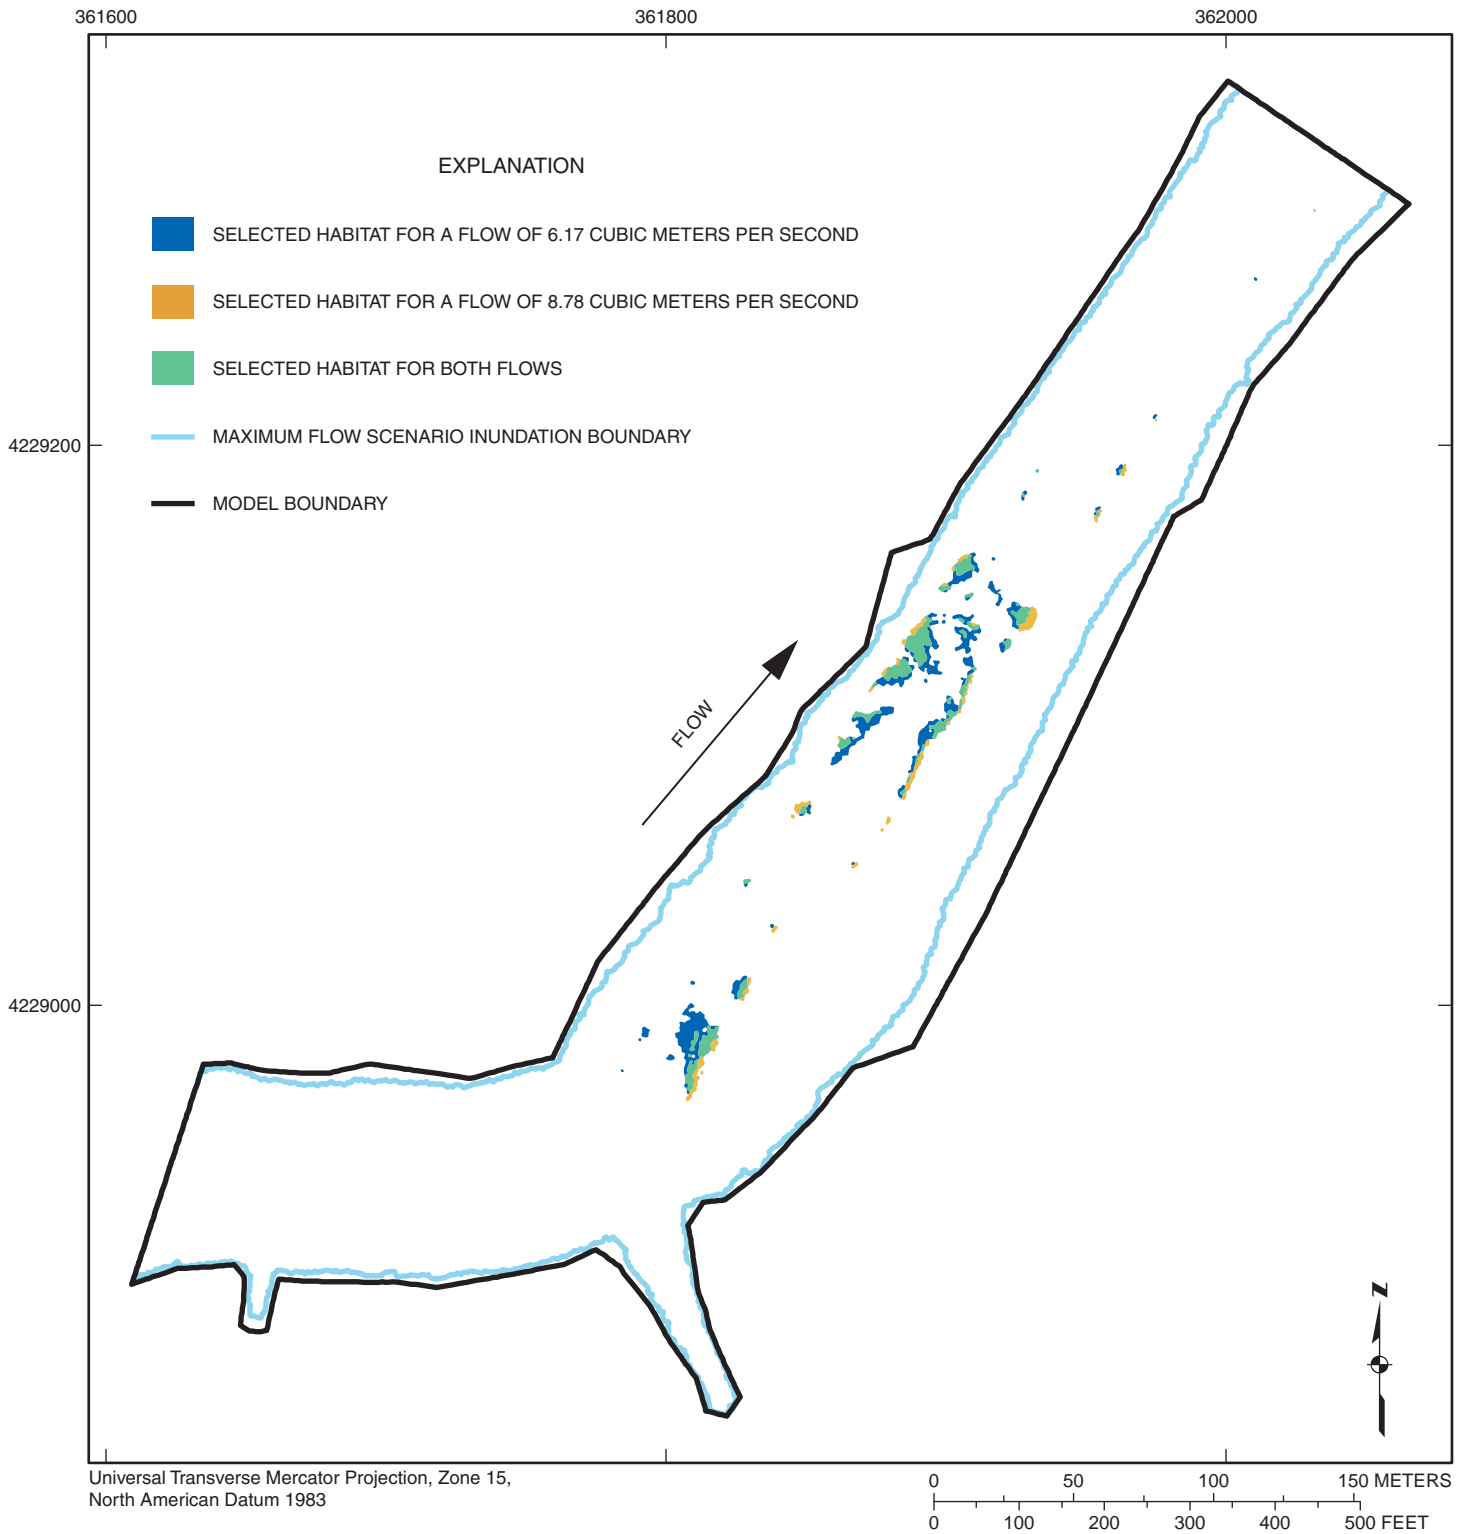 361600 361800 362000
EXPLANATION
SELECTED HABITAT FOR A FLOW OF 6.17 CUBIC METERS PER SECOND
SELECTED HABITAT FOR A FLOW OF 8.78 CUBIC METERS PER SECOND
SELECTED HABITAT FOR BOTH FLOWS
MAXIMUM FLOW SCENARIO INUNDATION BOUNDARY
4229200
MODEL BOUNDARY
FLOW
4229000
N
Universal Transverse Mercator Projection, Zone 15,
North American Datum 1983
0 50 100 150 METERS
0 100 200 300 400 500 FEET